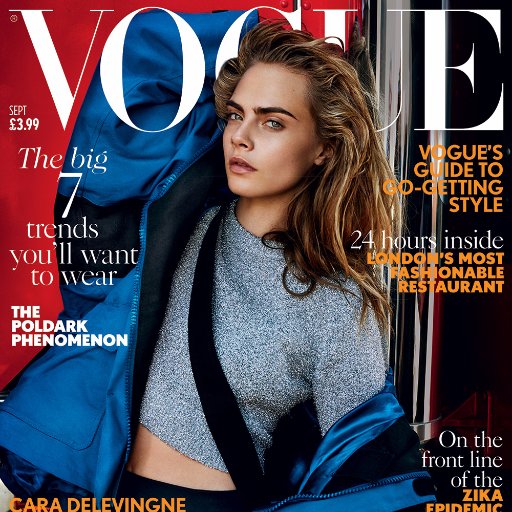 VOGUE
SEPT
£3.99
The big
7
trends
you'll want
to wear
THE
POLDARK
PHENOMENON
VOGUE'S
GUIDE TO
GO-GETTING
STYLE
24 hours inside
LONDON'S MOST
FASHIONABLE
RESTAURANT
On the
front line
of the
ZIKA
EPIDEMIC
CARA DELEVINGNE